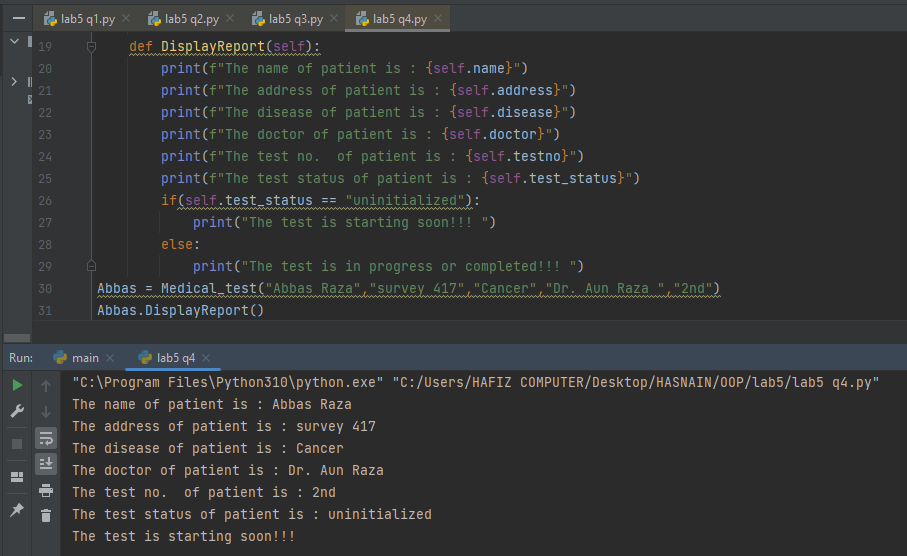 lab5 q1.py × lab5 q2.py × lab5 q3.py × lab5 q4.py ×
19 def DisplayReport(self):
20 print(f"The name of patient is : {self.name}")
21 print(f"The address of patient is : {self.address}")
22 print(f"The disease of patient is : {self.disease}")
23 print(f"The doctor of patient is : {self.doctor}")
24 print(f"The test no.  of patient is : {self.testno}")
25 print(f"The test status of patient is : {self.test_status}")
26 if(self.test_status == "uninitialized"):
27 print("The test is starting soon!!! ")
28 else:
29 print("The test is in progress or completed!!! ")
30 Abbas = Medical_test("Abbas Raza","survey 417","Cancer","Dr. Aun Raza ","2nd")
31 Abbas.DisplayReport()
Run: main × lab5 q4 ×
"C:\Program Files\Python310\python.exe" "C:/Users/HAFIZ COMPUTER/Desktop/HASNAIN/OOP/lab5/lab5 q4.py"
The name of patient is : Abbas Raza
The address of patient is : survey 417
The disease of patient is : Cancer
The doctor of patient is : Dr. Aun Raza
The test no.  of patient is : 2nd
The test status of patient is : uninitialized
The test is starting soon!!!